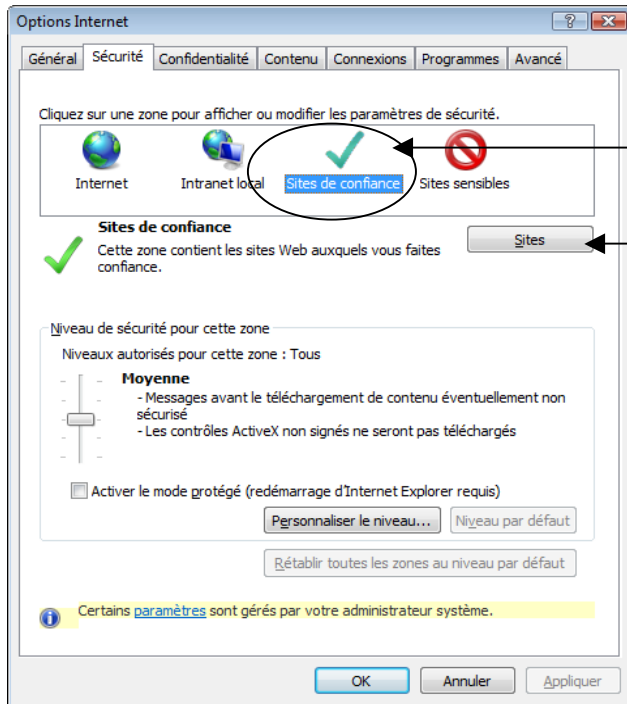 Options Internet
Général Sécurité Confidentialité Contenu Connexions Programmes Avancé
Cliquez sur une zone pour afficher ou modifier les paramètres de sécurité.
Internet Intranet local Sites de confiance Sites sensibles
Sites de confiance
Cette zone contient les sites Web auxquels vous faites
confiance.
Sites
Niveau de sécurité pour cette zone
Niveaux autorisés pour cette zone : Tous
Moyenne
- Messages avant le téléchargement de contenu éventuellement non
sécurisé
- Les contrôles ActiveX non signés ne seront pas téléchargés
Activer le mode protégé (redémarrage d'Internet Explorer requis)
Personnaliser le niveau... Niveau par défaut
Rétablir toutes les zones au niveau par défaut
Certains paramètres sont gérés par votre administrateur système.
OK Annuler Appliquer